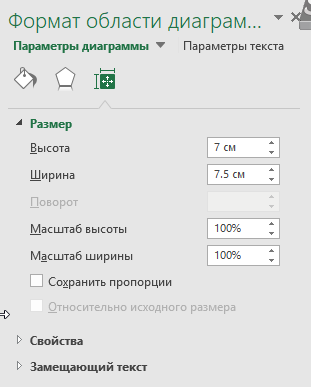 Формат области диаграм...
Параметры диаграммы Параметры текста
Размер
Высота 7 см
Ширина 7.5 см
Поворот
Масштаб высоты 100%
Масштаб ширины 100%
Сохранить пропорции
Относительно исходного размера
Свойства
Замещающий текст